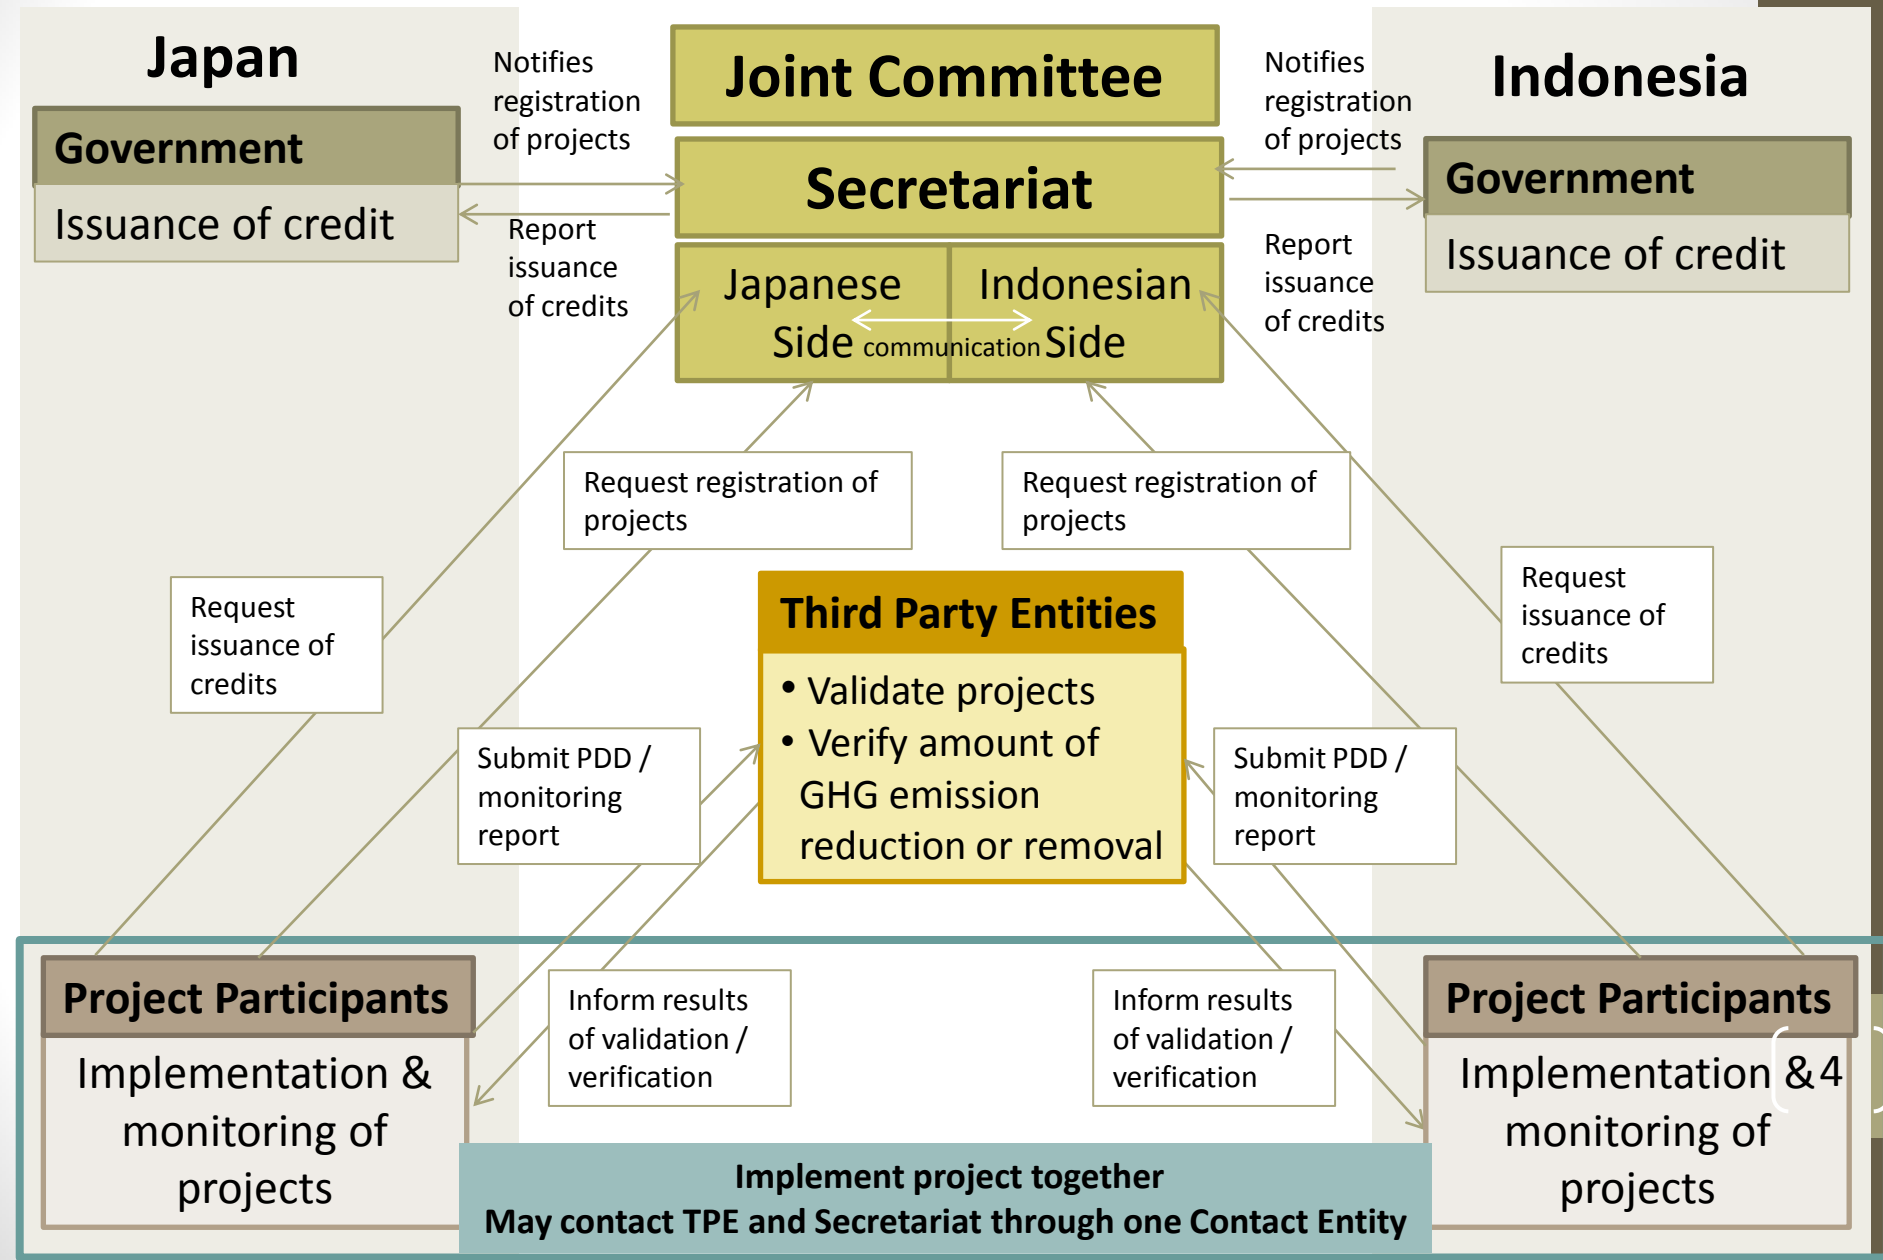 Japan
Government
Issuance of credit
Notifies
registration
of projects
Report
issuance
of credits
Joint Committee
Secretariat
Japanese
Side
communication
Indonesian
Side
Notifies
registration
of projects
Report
issuance
of credits
Indonesia
Government
Issuance of credit
Request registration of
projects
Request registration of
projects
Request
issuance of
credits
Request
issuance of
credits
Third Party Entities
• Validate projects
• Verify amount of
GHG emission
reduction or removal
Submit PDD /
monitoring
report
Submit PDD /
monitoring
report
Project Participants
Implementation &
monitoring of
projects
Inform results
of validation /
verification
Inform results
of validation /
verification
Project Participants
Implementation &
monitoring of
projects
4
Implement project together
May contact TPE and Secretariat through one Contact Entity